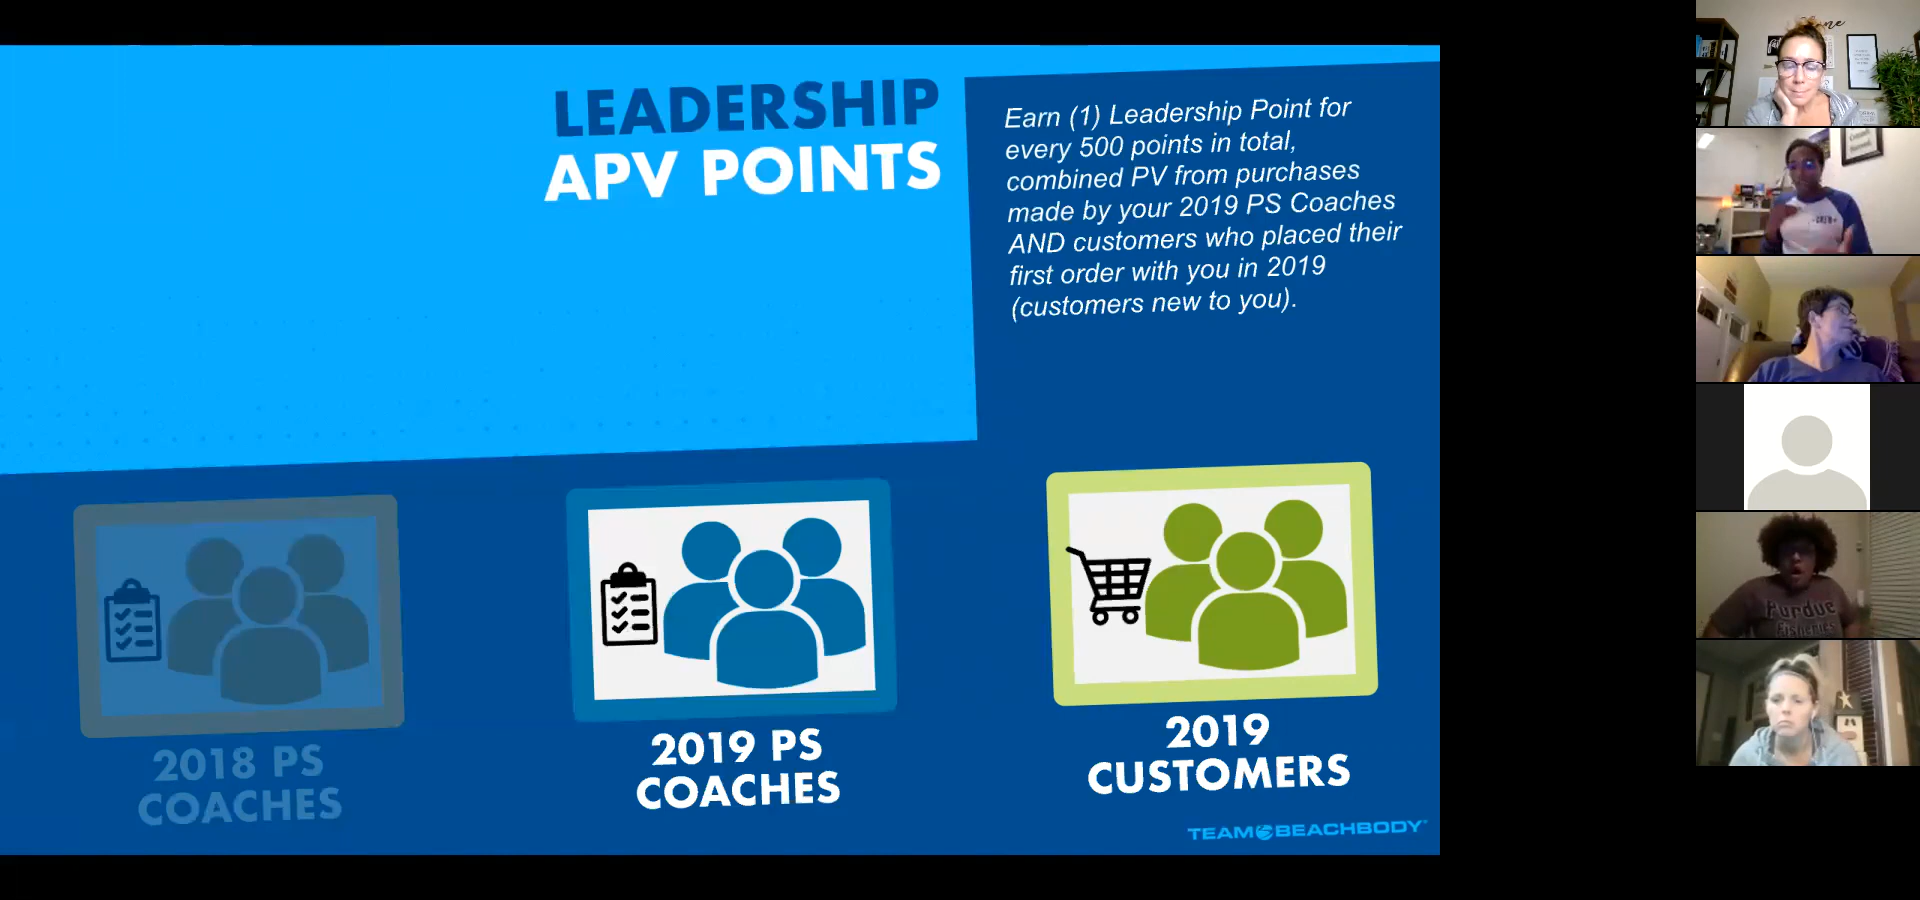 LEADERSHIP
APV POINTS
Earn (1) Leadership Point for
every 500 points in total,
combined PV from purchases
made by your 2019 PS Coaches
AND customers who placed their
first order with you in 2019
(customers new to you).
2018 PS
COACHES
2019 PS
COACHES
2019
CUSTOMERS
TEAM BEACHBODY
Purdue
Fisheries